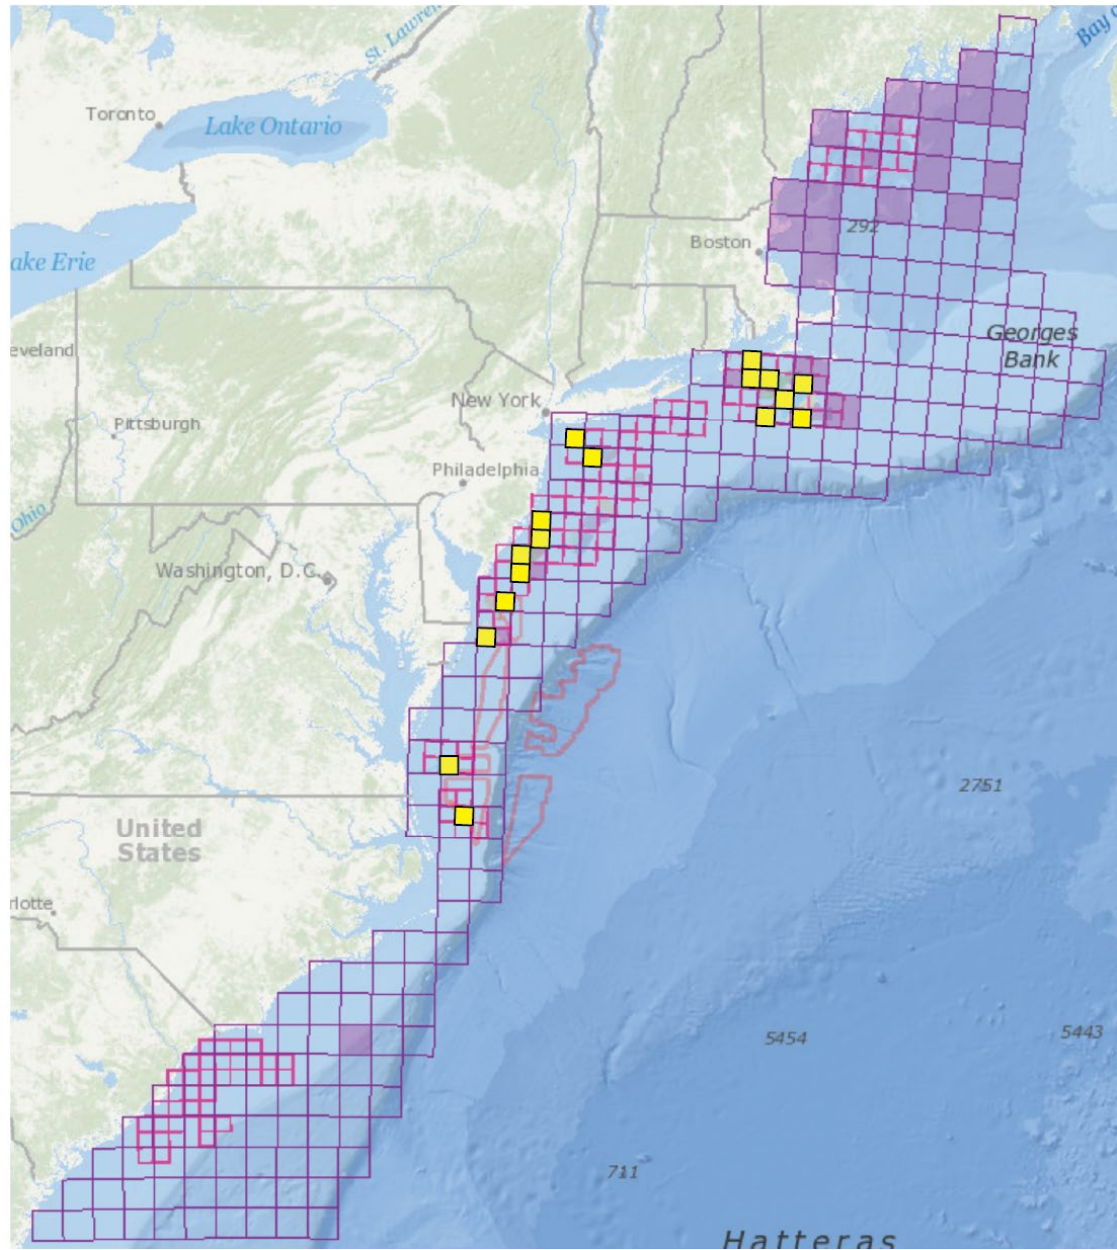 St. Lawren
Bay o
Toronto
Lake Ontario
Boston
292
ake Erie
Georges
Bank
eveland
New York
Pittsburgh
Philadelphia
Ohio
Washington, D.C.
2751
United
States
rlotte
5454
5443
711
Hatteras